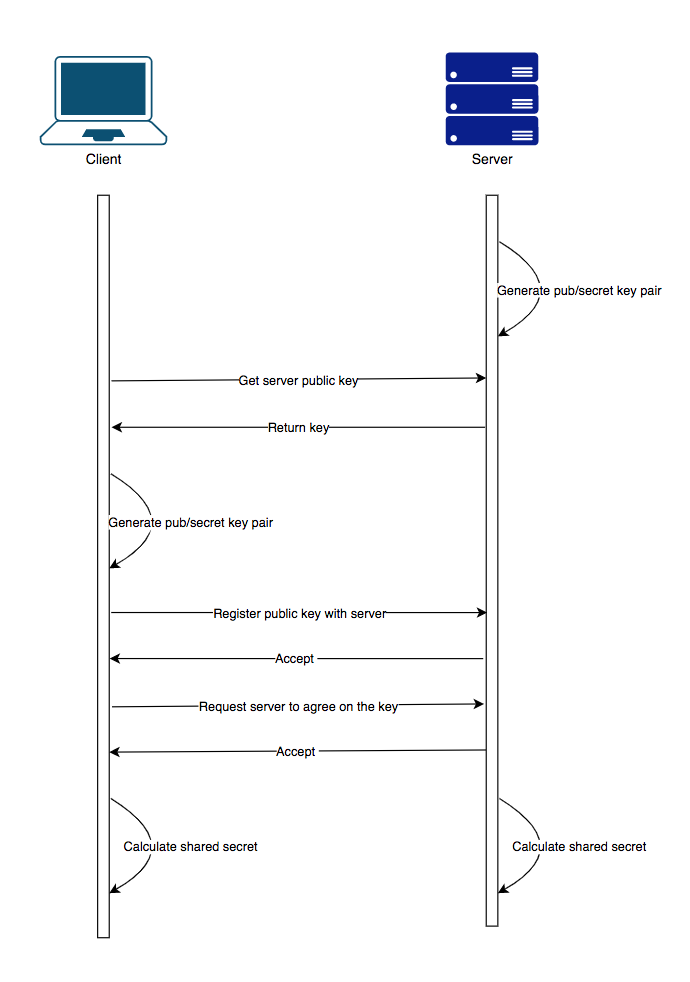 Client
Server
Generate pub/secret key pair
Get server public key
Return key
Generate pub/secret key pair
Register public key with server
Accept
Request server to agree on the key
Accept
Calculate shared secret
Calculate shared secret